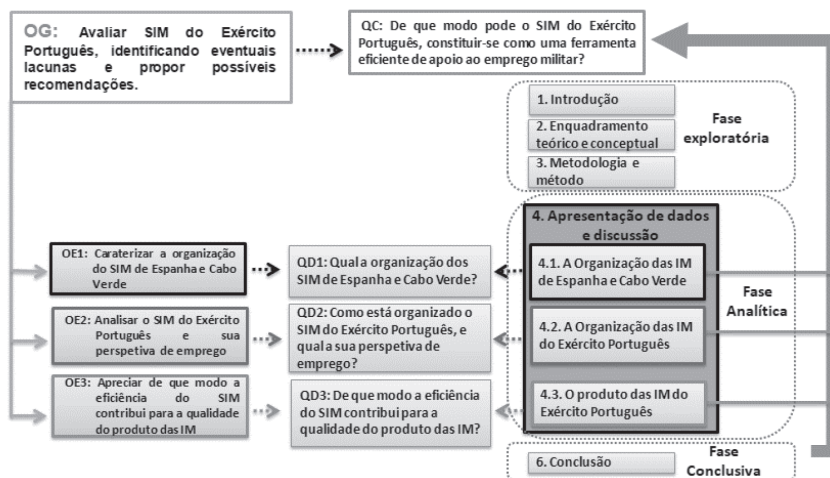 OG: Avaliar SIM do Exército
Português, identificando eventuais
lacunas e propor possíveis
recomendações.
QC: De que modo pode o SIM do Exército
Português, constituir-se como uma ferramenta
eficiente de apoio ao emprego militar?
1. Introdução
2. Enquadramento
teórico e conceptual
3. Metodologia e
método
Fase
exploratória
OE1: Caraterizar a organização
do SIM de Espanha e Cabo
Verde
QD1: Qual a organização dos
SIM de Espanha e Cabo Verde?
4. Apresentação de dados
e discussão
4.1. A Organização das IM
de Espanha e Cabo Verde
Fase
Analítica
OE2: Analisar o SIM do Exército
Português e sua
perspetiva de emprego
QD2: Como está organizado o
SIM do Exército Português, e
qual a sua perspetiva de
emprego?
4.2. A Organização das IM
do Exército Português
OE3: Apreciar de que modo a
eficiência do SIM
contribui para a qualidade
do produto das IM
QD3: De que modo a eficiência
do SIM contribui para a
qualidade do produto das IM?
4.3. O produto das IM do
Exército Português
6. Conclusão
Fase
Conclusiva